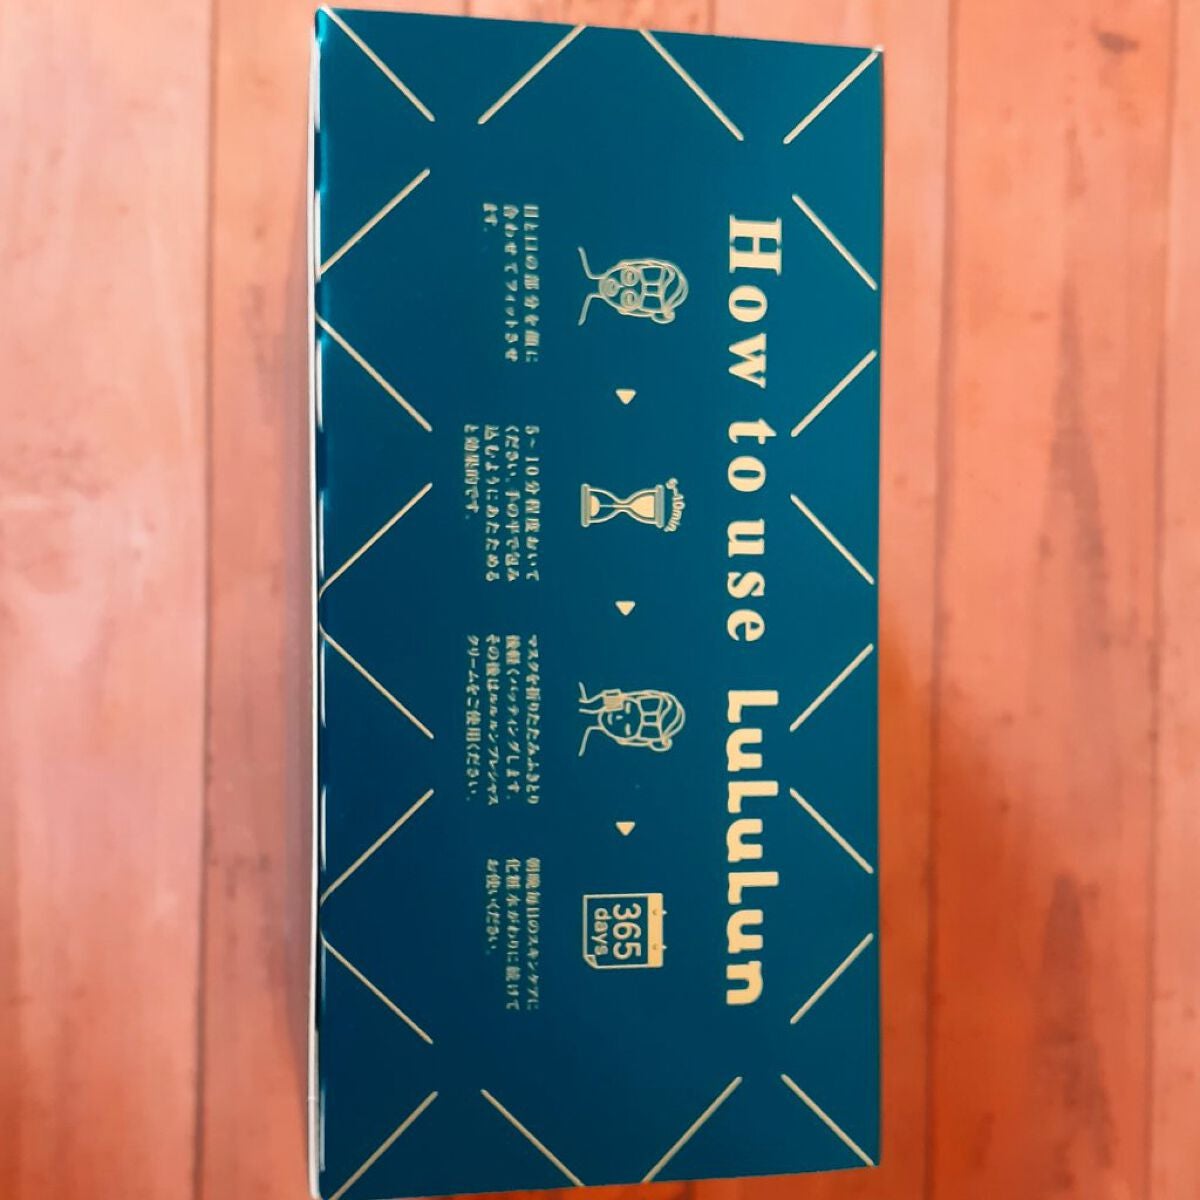 How to use LuLuLun
5~10min.
365
days
目と口の部分を顔に
合わせてフィットさせ
ます。
5～10分程度おいて
ください。手の平で包み
込むようにあたためる
と効果的です。
マスクを折りたたみふきとり
後軽くパッティングします。
その後はルルルンプレシャス
クリームをご使用ください。
朝晩毎日のスキンケアに
化粧水がわりに続けて
お使いください。